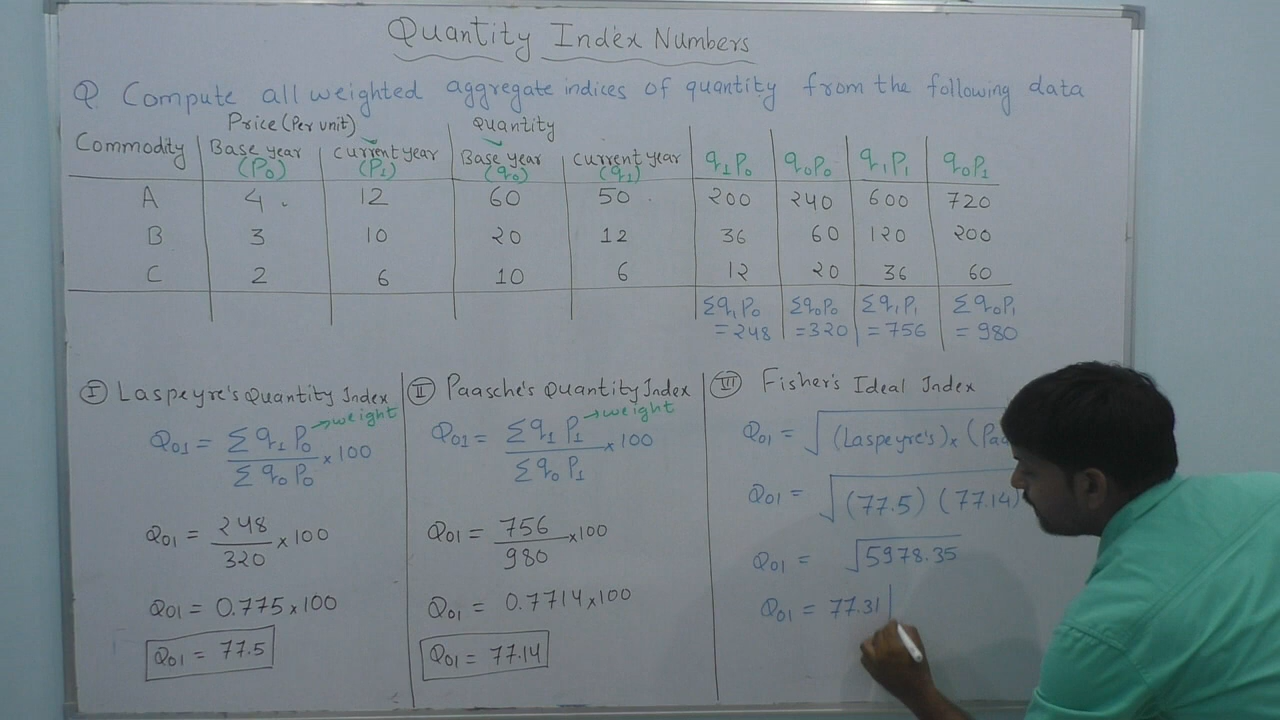 Quantity Index Numbers
Q. Compute all weighted aggregate indices of quantity from the following data
Commodity Price (Per unit) Quantity
Base year (P₀) Current year (P₁) Base year (q₀) Current year (q₁) q₁P₀ q₀P₀ q₁P₁ q₀P₁
A 4 12 60 50 200 240 600 720
B 3 10 20 12 36 60 120 200
C 2 6 10 6 12 20 36 60
Σq₁P₀ Σq₀P₀ Σq₁P₁ Σq₀P₁
=248 =320 =756 =980
I Laspeyre's Quantity Index
→weight
Q₀₁ = Σq₁P₀ / Σq₀P₀ × 100
Q₀₁ = 248/320 × 100
Q₀₁ = 0.775 × 100
Q₀₁ = 77.5
II Paasche's Quantity Index
→weight
Q₀₁ = Σq₁P₁ / Σq₀P₁ × 100
Q₀₁ = 756/980 × 100
Q₀₁ = 0.7714 × 100
Q₀₁ = 77.14
III Fisher's Ideal Index
Q₀₁ = √(Laspeyre's) × (
Q₀₁ = √(77.5) (77.14)
Q₀₁ = √5978.35
Q₀₁ = 77.31